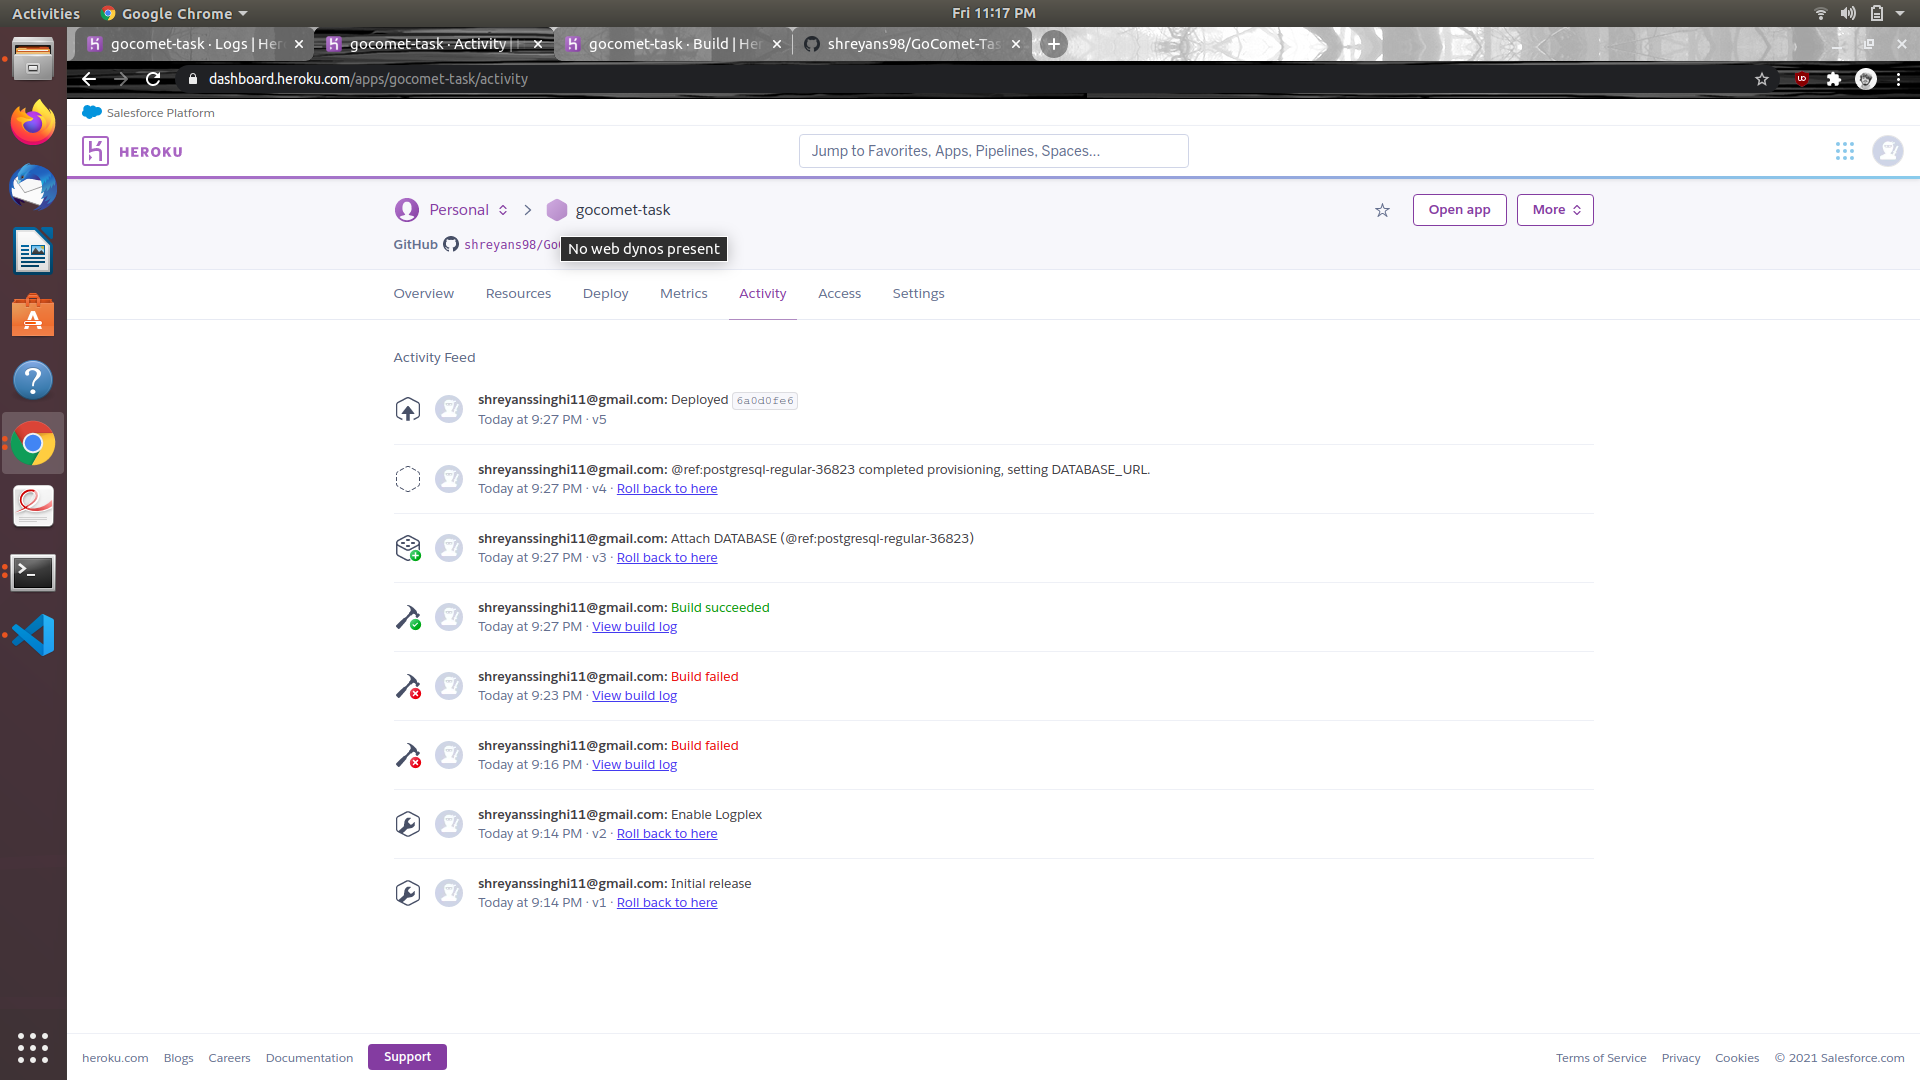 Activities Google Chrome Fri 11:17 PM
gocomet-task · Logs | Her gocomet-task · Activity | gocomet-task · Build | Her shreyans98/GoComet-Tas
dashboard.heroku.com/apps/gocomet-task/activity
Salesforce Platform
HEROKU Jump to Favorites, Apps, Pipelines, Spaces...
Personal gocomet-task Open app More
GitHub shreyans98/Go
No web dynos present
Overview Resources Deploy Metrics Activity Access Settings
Activity Feed
shreyanssinghi11@gmail.com: Deployed 6a0d0fe6
Today at 9:27 PM · v5
shreyanssinghi11@gmail.com: @ref:postgresql-regular-36823 completed provisioning, setting DATABASE_URL.
Today at 9:27 PM · v4 · Roll back to here
shreyanssinghi11@gmail.com: Attach DATABASE (@ref:postgresql-regular-36823)
Today at 9:27 PM · v3 · Roll back to here
shreyanssinghi11@gmail.com: Build succeeded
Today at 9:27 PM · View build log
shreyanssinghi11@gmail.com: Build failed
Today at 9:23 PM · View build log
shreyanssinghi11@gmail.com: Build failed
Today at 9:16 PM · View build log
shreyanssinghi11@gmail.com: Enable Logplex
Today at 9:14 PM · v2 · Roll back to here
shreyanssinghi11@gmail.com: Initial release
Today at 9:14 PM · v1 · Roll back to here
heroku.com Blogs Careers Documentation Support Terms of Service Privacy Cookies © 2021 Salesforce.com